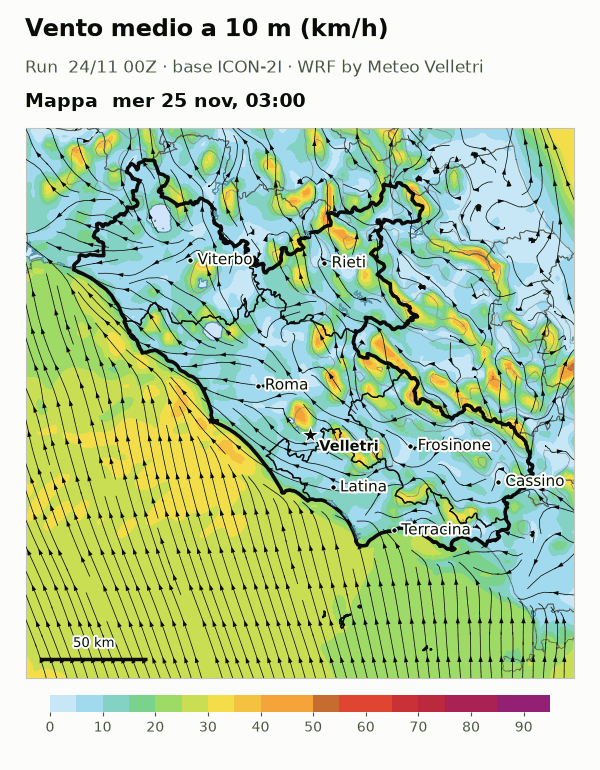 Vento medio a 10 m (km/h)
Run  24/11 00Z · base ICON-2I · WRF by Meteo Velletri
Mappa  mer 25 nov, 03:00
Viterbo
Rieti
Roma
Velletri
Frosinone
Latina
Cassino
Terracina
50 km
0 10 20 30 40 50 60 70 80 90